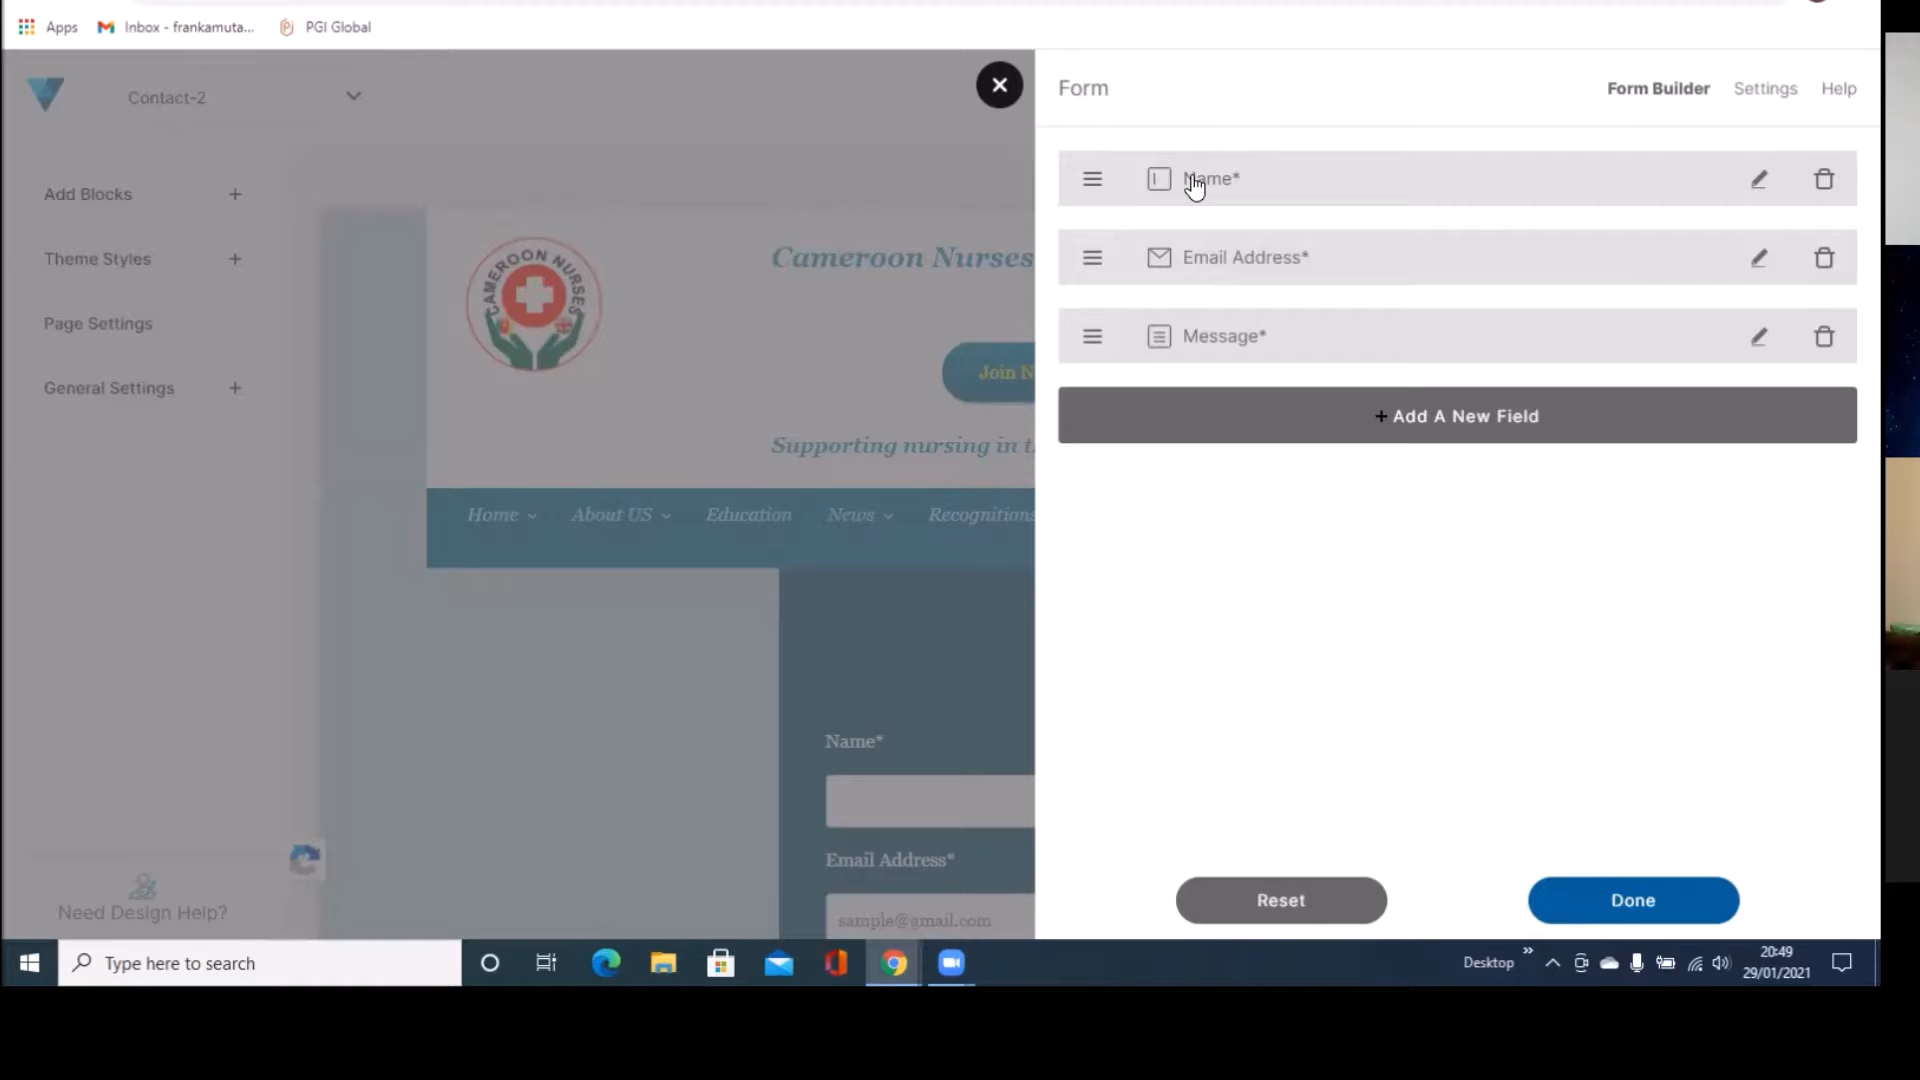 Apps
Inbox - frankamuta...
PGI Global
Contact-2
Form
Form Builder
Settings
Help
Add Blocks
Theme Styles
Page Settings
General Settings
CAMEROON NURSES
Cameroon Nurses
Join N
Supporting nursing in t
Home
About US
Education
News
Recognitions
Name*
Email Address*
sample@gmail.com
Need Design Help?
Name*
Email Address*
Message*
+ Add A New Field
Reset
Done
Type here to search
Desktop
20:49
29/01/2021